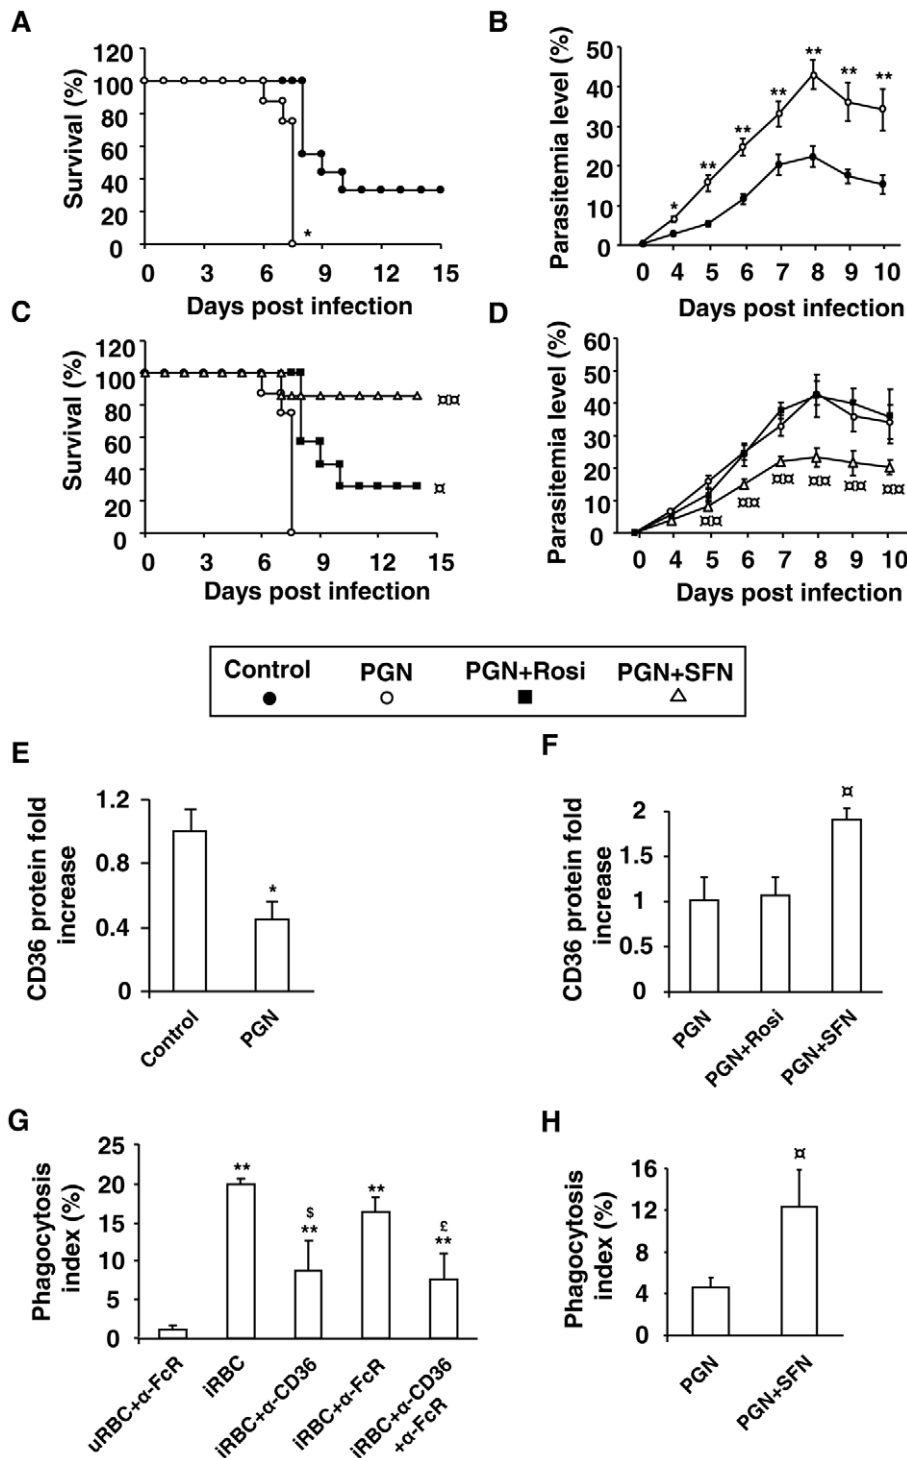 A
Survival (%)
120
100
80
60
40
20
0
*
0 3 6 7 9 12 15
Days post infection
B
Parasitemia level (%)
50
40
30
20
10
0
* ** ** ** ** ** **
0 4 5 6 7 8 9 10
Days post infection
C
Survival (%)
120
100
80
60
40
20
0
¤¤
¤
0 3 6 7 9 12 15
Days post infection
D
Parasitemia level (%)
60
50
40
30
20
10
0
¤¤ ¤¤ ¤¤ ¤¤ ¤¤ ¤¤
0 4 5 6 7 8 9 10
Days post infection
Control PGN PGN+Rosi PGN+SFN
E
CD36 protein fold
increase
1.2
0.8
0.4
0
*
Control
PGN
F
CD36 protein fold
increase
2
1.5
1
0.5
0
¤
PGN
PGN+Rosi
PGN+SFN
G
Phagocytosis
index (%)
25
20
15
10
5
0
**
$
**
**
£
**
uRBC+α-FcR
iRBC
iRBC+α-CD36
iRBC+α-FcR
iRBC+α-CD36
+α-FcR
H
Phagocytosis
index (%)
16
12
8
4
0
¤
PGN
PGN+SFN